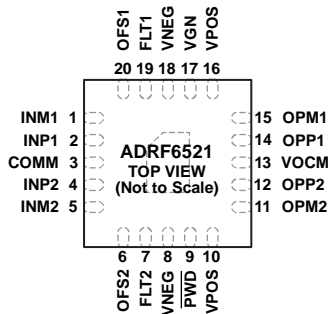 OFS1
FLT1
VNEG
VGN
VPOS
20 19 18 17 16
INM1 1
INP1 2
COMM 3
INP2 4
INM2 5
ADRF6521
TOP VIEW
(Not to Scale)
15 OPM1
14 OPP1
13 VOCM
12 OPP2
11 OPM2
6 7 8 9 10
OFS2
FLT2
VNEG
PWD
VPOS